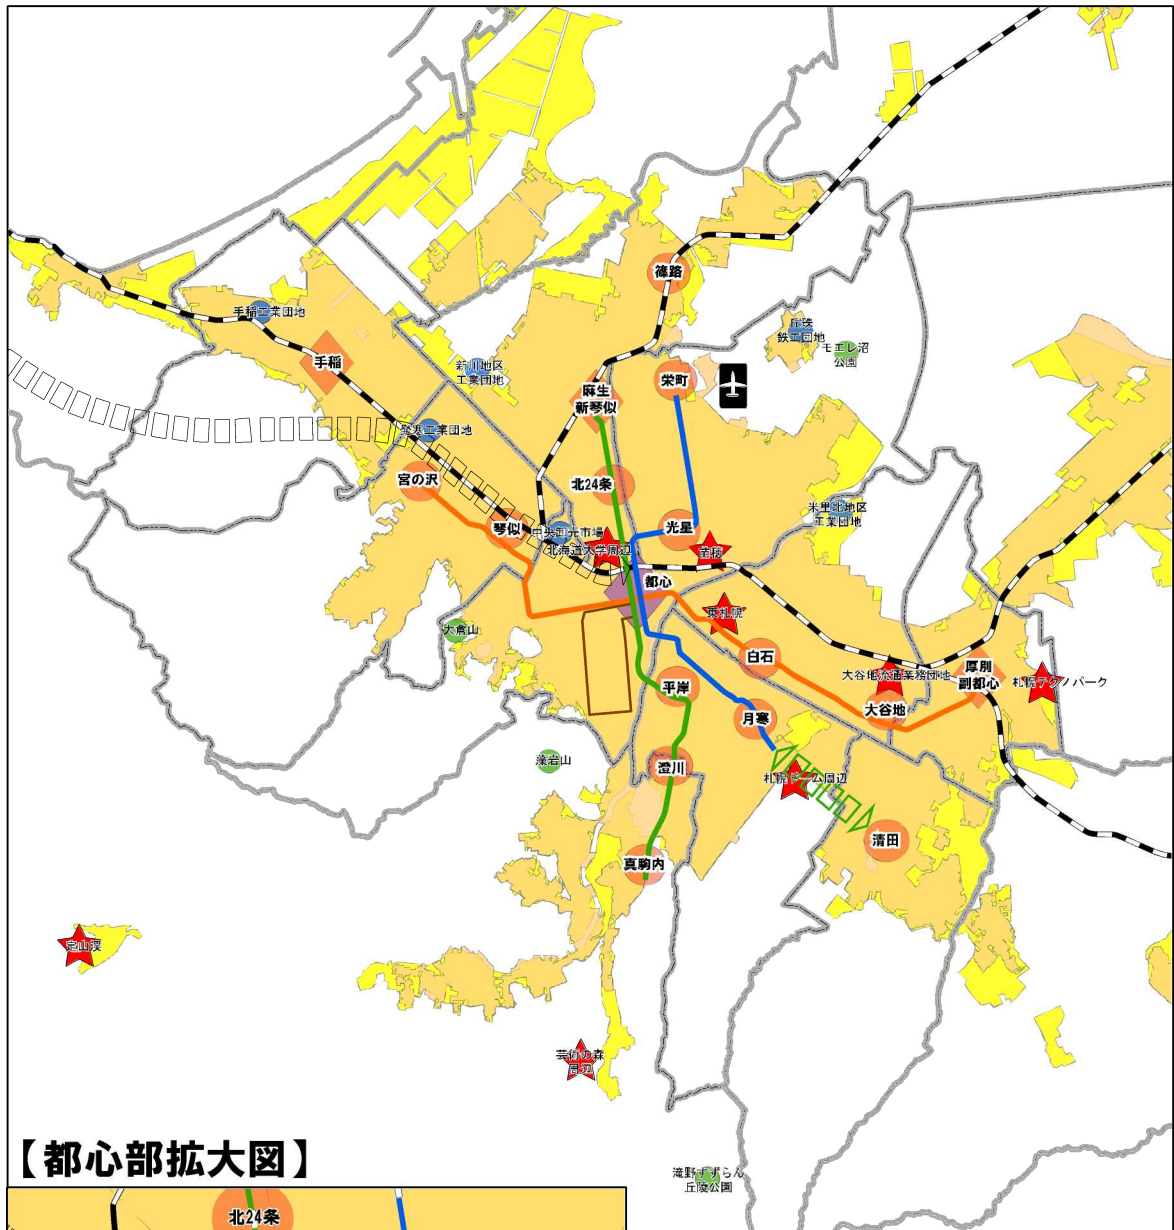 篠路
手稲工業団地
丘珠
鉄工団地
モエレ沼
公園
手稲
新川地区
工業団地
麻生
新琴似
栄町
発寒工業団地
宮の沢
北24条
米里北地区
工業団地
琴似
中央卸売市場
光星
北海道大学周辺
苗穂
都心
東札幌
大倉山
白石
大谷地流通業務団地
厚別
副都心
札幌テクノパーク
平岸
月寒
大谷地
藻岩山
澄川
札幌ドーム周辺
清田
真駒内
定山渓
芸術の森
周辺
滝野すずらん
丘陵公園
【都心部拡大図】
北24条